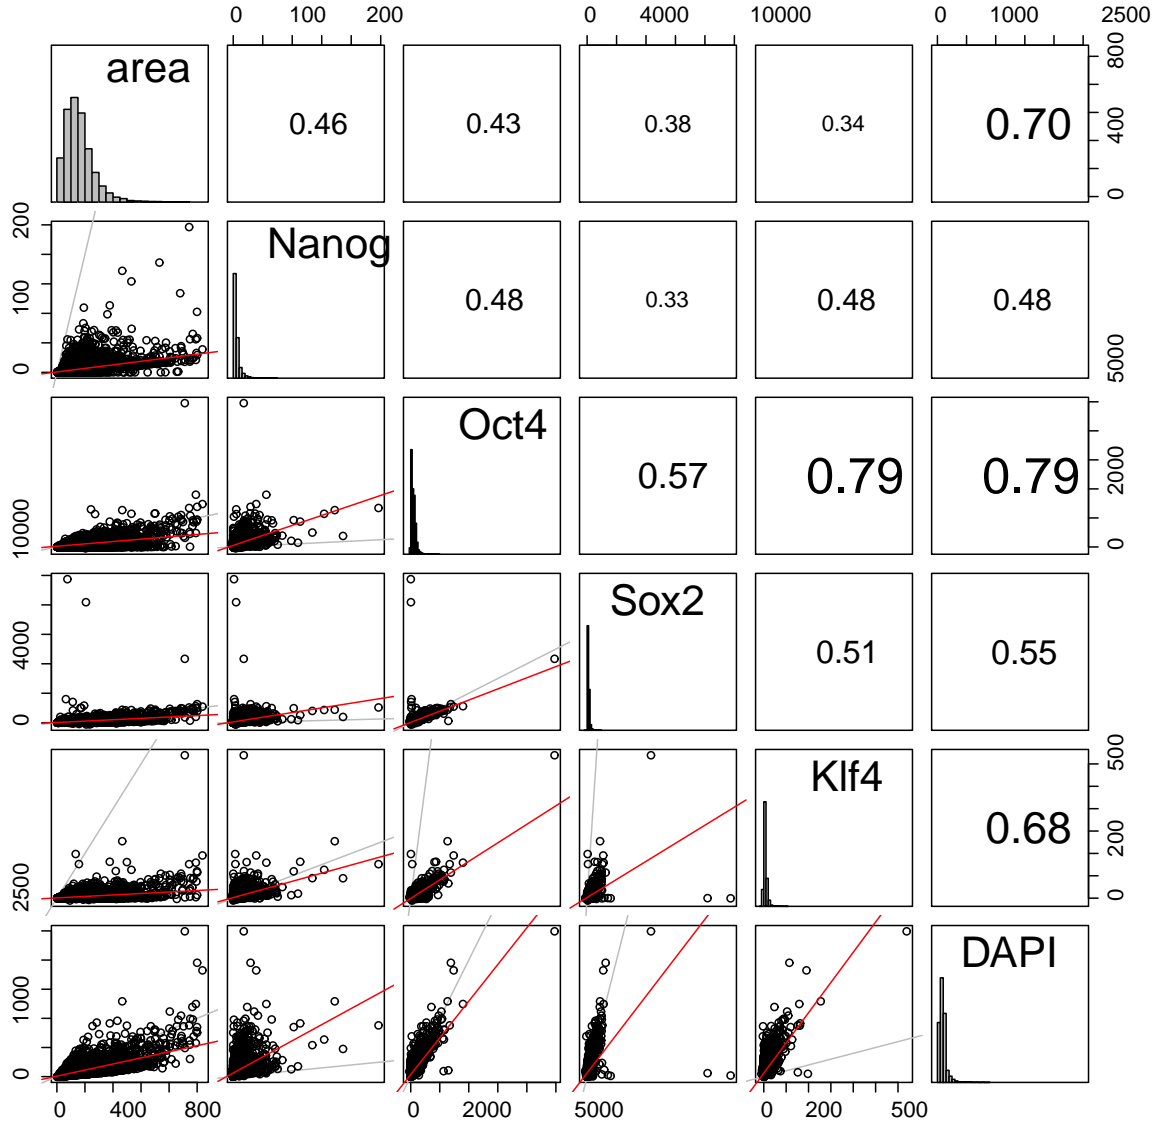 0 200 0 4000 10000 0 1000 2500
area 0.46 0.43 0.38 0.34 0.70 0 400 800
0 100 200 Nanog 0.48 0.33 0.48 0.48
Oct4 0.57 0.79 0.79 0 2000 5000
0 4000 10000 Sox2 0.51 0.55
Klf4 0.68 0 200 500
0 1000 2500 DAPI
0 400 800 0 2000 5000 0 200 500